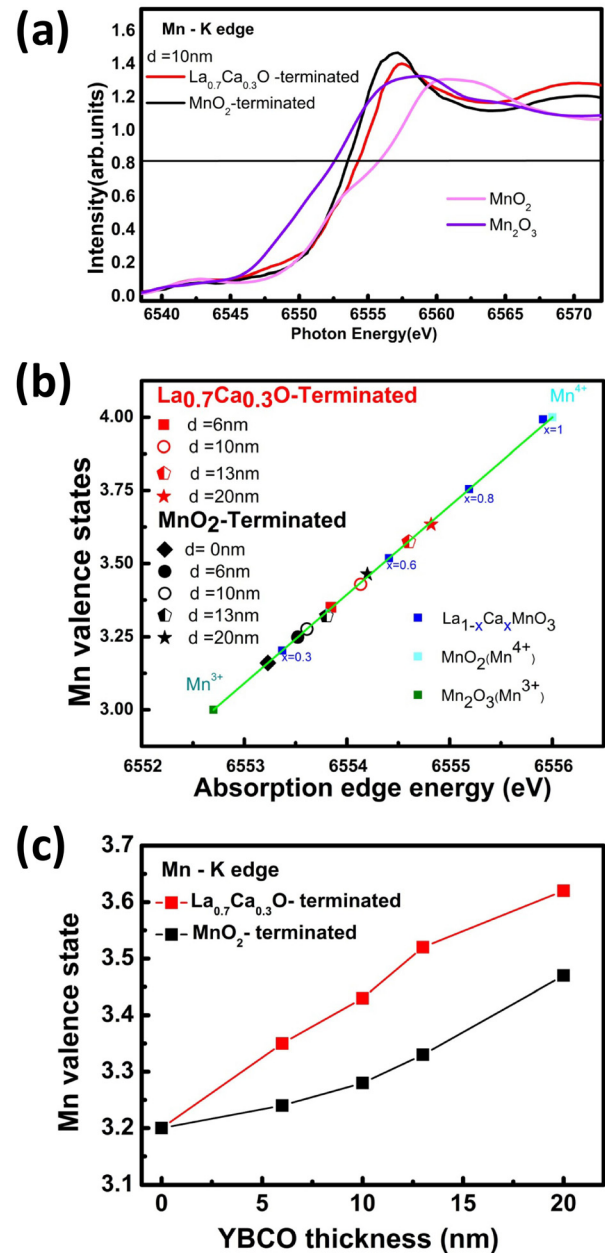 (a)
Mn - K edge
d =10nm
La0.7Ca0.3O -terminated
MnO2-terminated
MnO2
Mn2O3
Intensity(arb.units)
1.6
1.4
1.2
1.0
0.8
0.6
0.4
0.2
0.0
6540 6545 6550 6555 6560 6565 6570
Photon Energy(eV)
(b)
La0.7Ca0.3O-Terminated
d =6nm
d =10nm
d =13nm
d =20nm
MnO2-Terminated
d= 0nm
d=6nm
d =10nm
d =13nm
d =20nm
Mn4+
x=1
x=0.8
x=0.6
x=0.3
Mn3+
La1-xCaxMnO3
MnO2(Mn4+)
Mn2O3(Mn3+)
Mn valence states
4.00
3.75
3.50
3.25
3.00
6552 6553 6554 6555 6556
Absorption edge energy (eV)
(c)
Mn - K edge
La0.7Ca0.3O- terminated
MnO2- terminated
Mn valence state
3.7
3.6
3.5
3.4
3.3
3.2
3.1
0 5 10 15 20
YBCO thickness (nm)